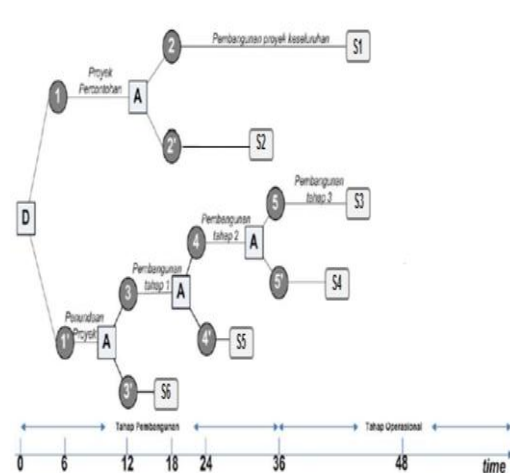 2
Pembangunan proyek keseluruhan
S1
Proyek
Percontohan
1
A
2'
S2
D
5
Pembangunan
tahap 3
S3
Pembangunan
tahap 2
4
A
5'
S4
Pembangunan
tahap 1
3
A
Penundaan
Proyek
1'
A
4'
S5
3'
S6
Tahap Pembangunan
Tahap Operasional
0 6 12 18 24 36 48 time